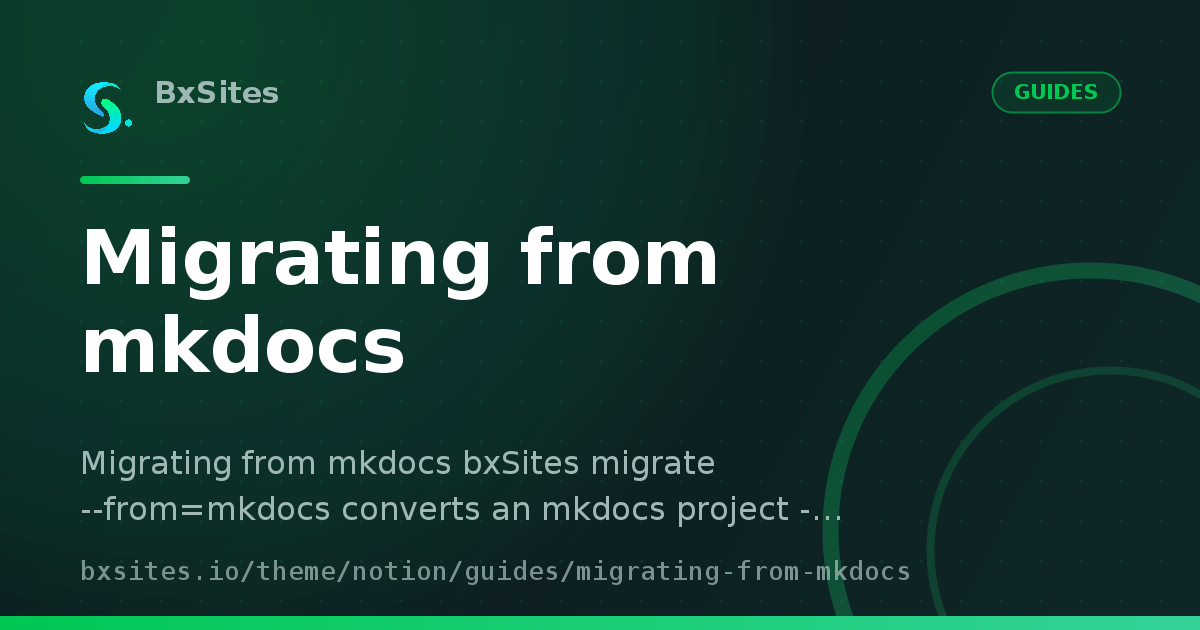 BxSites
GUIDES
Migrating from
mkdocs
Migrating from mkdocs bxSites migrate
--from=mkdocs converts an mkdocs project -…
bxsites.io/theme/notion/guides/migrating-from-mkdocs